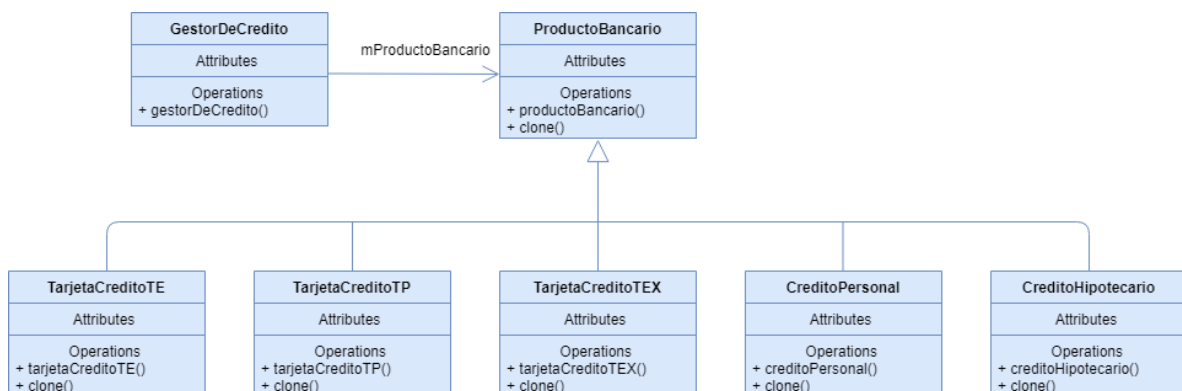 GestorDeCredito
Attributes
Operations
+ gestorDeCredito()
mProductoBancario
ProductoBancario
Attributes
Operations
+ productoBancario()
+ clone()
TarjetaCreditoTE
Attributes
Operations
+ tarjetaCreditoTE()
+ clone()
TarjetaCreditoTP
Attributes
Operations
+ tarjetaCreditoTP()
+ clone()
TarjetaCreditoTEX
Attributes
Operations
+ tarjetaCreditoTEX()
+ clone()
CreditoPersonal
Attributes
Operations
+ creditoPersonal()
+ clone()
CreditoHipotecario
Attributes
Operations
+ creditoHipotecario()
+ clone()